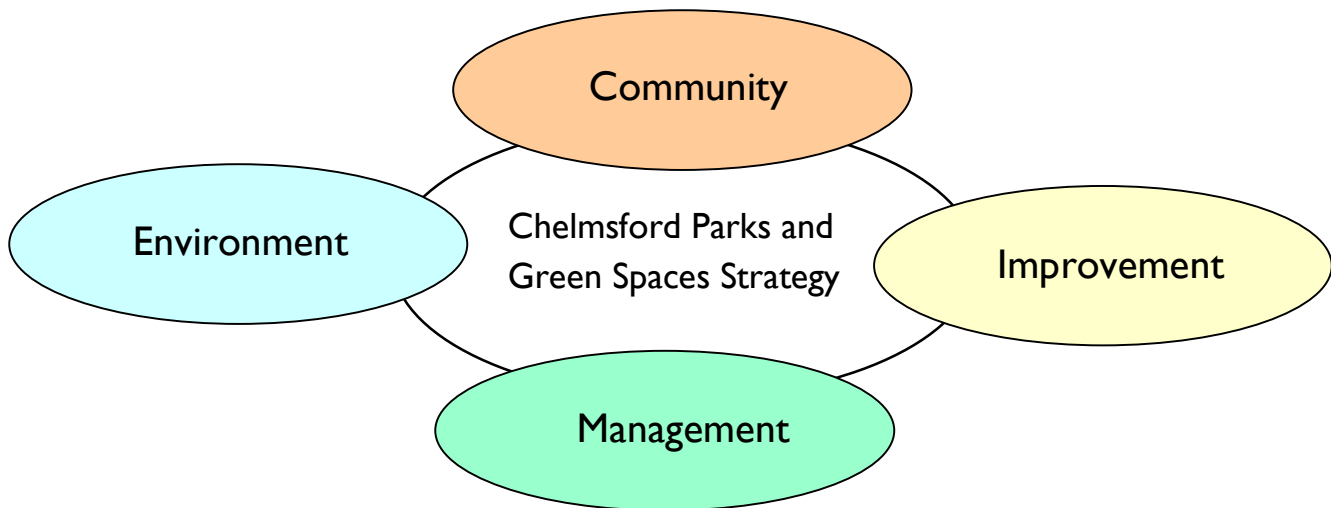 Community
Environment
Chelmsford Parks and
Green Spaces Strategy
Improvement
Management